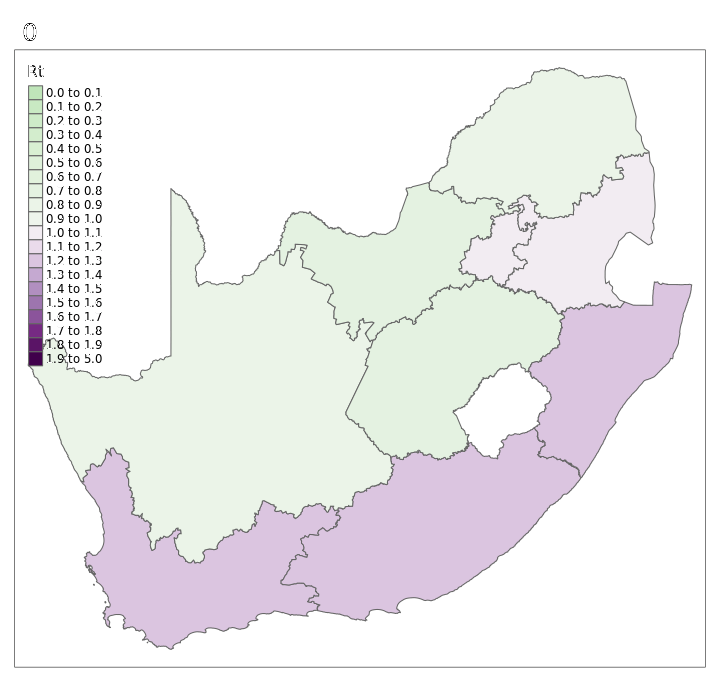 0
Rt
0.0 to 0.1
0.1 to 0.2
0.2 to 0.3
0.3 to 0.4
0.4 to 0.5
0.5 to 0.6
0.6 to 0.7
0.7 to 0.8
0.8 to 0.9
0.9 to 1.0
1.0 to 1.1
1.1 to 1.2
1.2 to 1.3
1.3 to 1.4
1.4 to 1.5
1.5 to 1.6
1.6 to 1.7
1.7 to 1.8
1.8 to 1.9
1.9 to 5.0